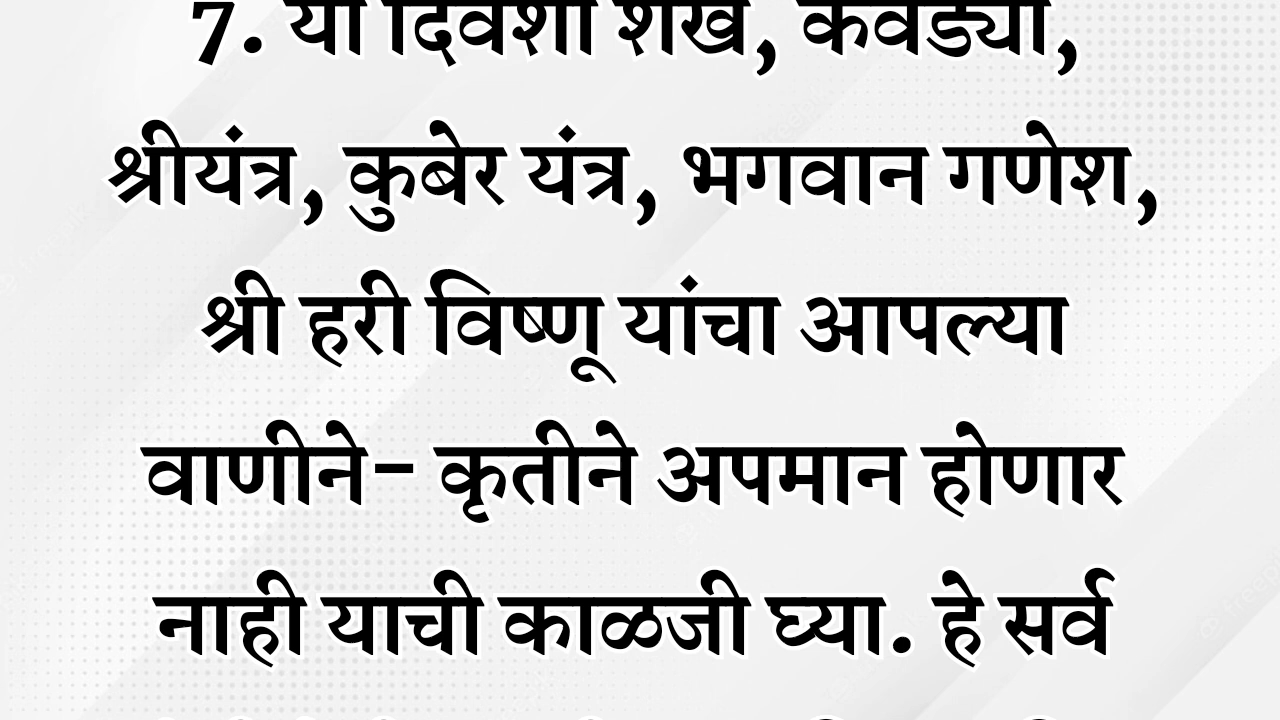 7. या दिवशी शंख, कवड्या,
श्रीयंत्र, कुबेर यंत्र, भगवान गणेश,
श्री हरी विष्णू यांचा आपल्या
वाणीने- कृतीने अपमान होणार
नाही याची काळजी घ्या. हे सर्व